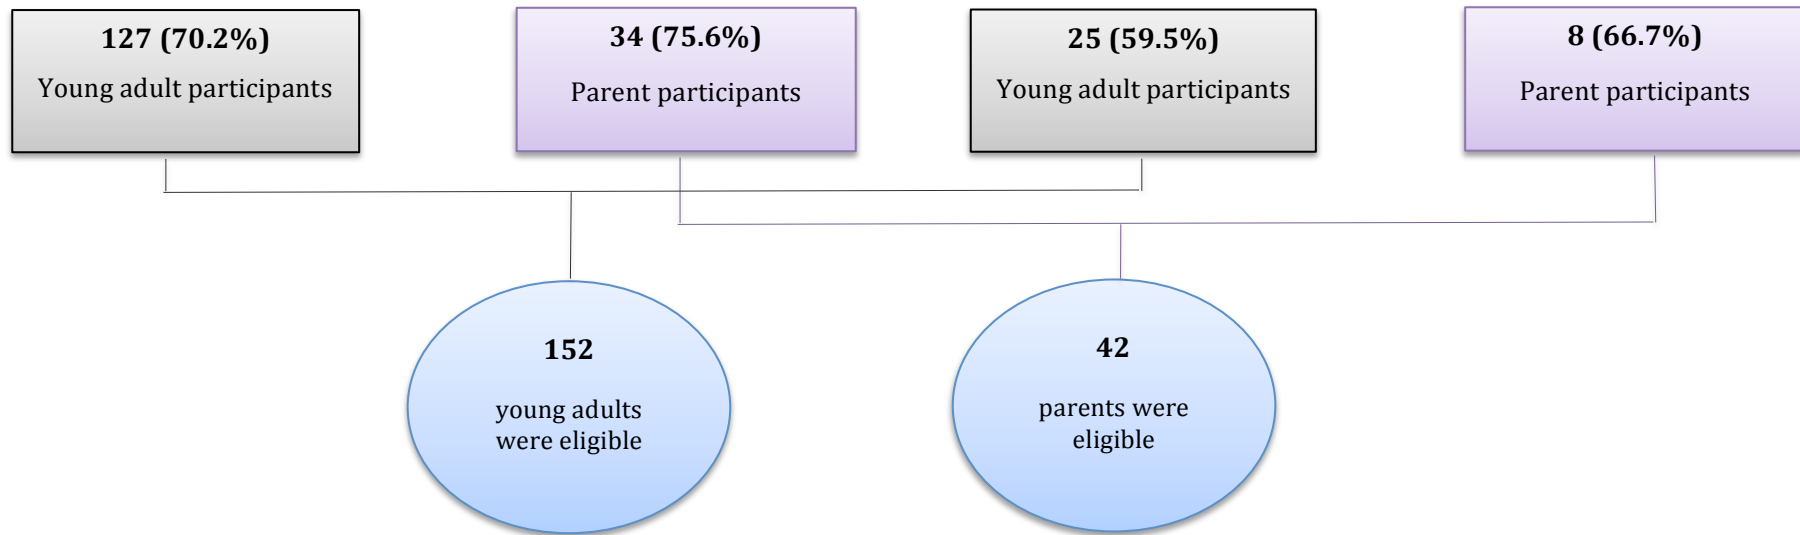 127 (70.2%)
Young adult participants
34 (75.6%)
Parent participants
25 (59.5%)
Young adult participants
8 (66.7%)
Parent participants
152
young adults
were eligible
42
parents were
eligible